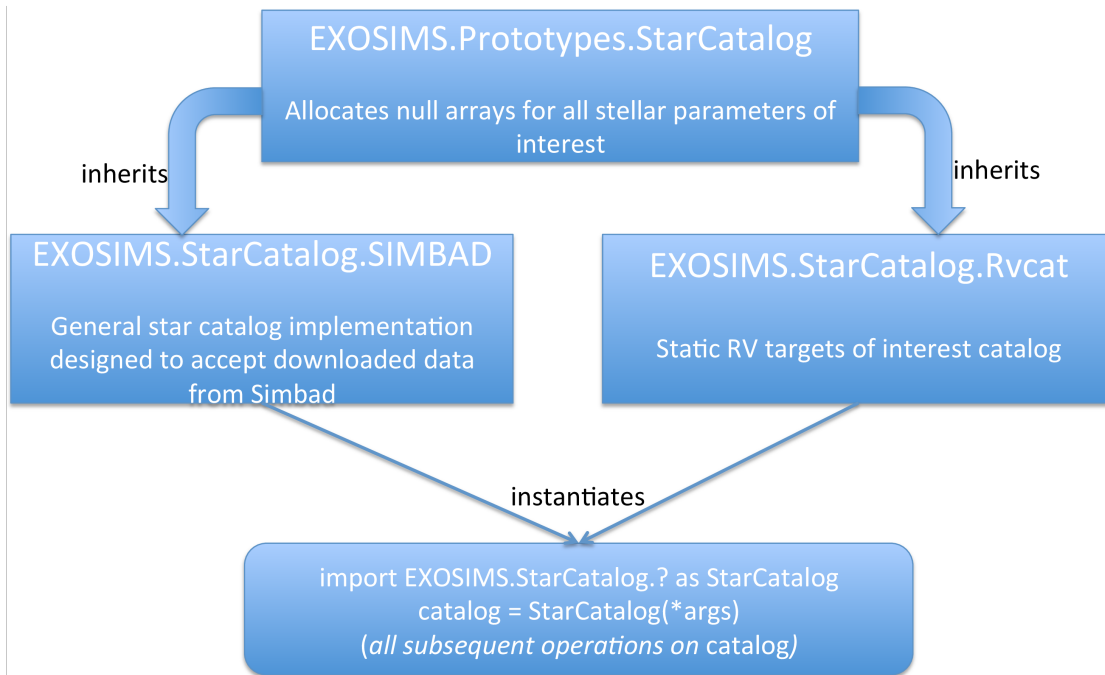 EXOSIMS.Prototypes.StarCatalog
Allocates null arrays for all stellar parameters of
interest
inherits
inherits
EXOSIMS.StarCatalog.SIMBAD
General star catalog implementation
designed to accept downloaded data
from Simbad
EXOSIMS.StarCatalog.Rvcat
Static RV targets of interest catalog
instantiates
import EXOSIMS.StarCatalog.? as StarCatalog
catalog = StarCatalog(*args)
(all subsequent operations on catalog)